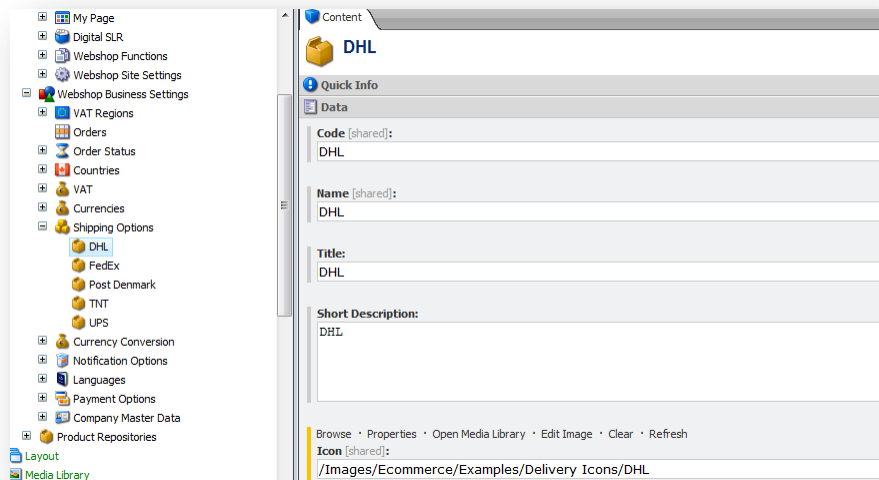 My Page
Digital SLR
Webshop Functions
Webshop Site Settings
Webshop Business Settings
VAT Regions
Orders
Order Status
Countries
VAT
Currencies
Shipping Options
DHL
FedEx
Post Denmark
TNT
UPS
Currency Conversion
Notification Options
Languages
Payment Options
Company Master Data
Product Repositories
Layout
Media Library
Content
DHL
Quick Info
Data
Code [shared]:
DHL
Name [shared]:
DHL
Title:
DHL
Short Description:
DHL
Browse · Properties · Open Media Library · Edit Image · Clear · Refresh
Icon [shared]:
/Images/Ecommerce/Examples/Delivery Icons/DHL